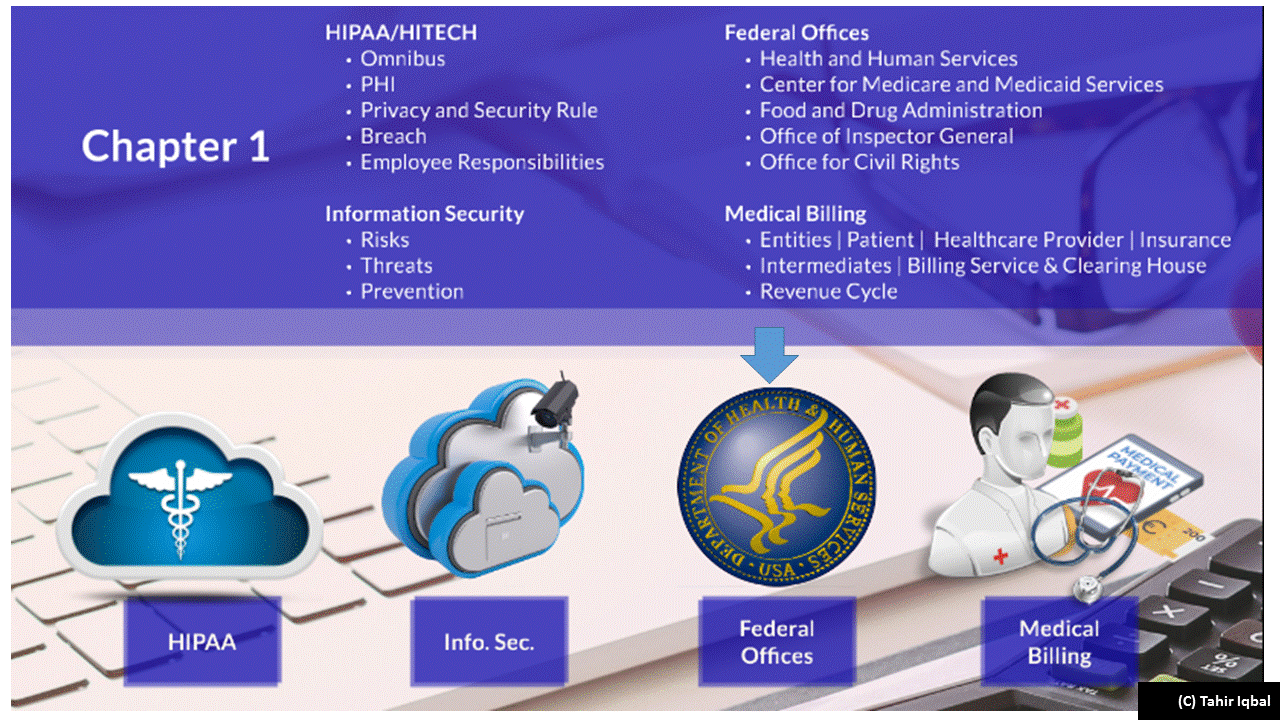 Chapter 1
HIPAA/HITECH
• Omnibus
• PHI
• Privacy and Security Rule
• Breach
• Employee Responsibilities
Information Security
• Risks
• Threats
• Prevention
Federal Offices
• Health and Human Services
• Center for Medicare and Medicaid Services
• Food and Drug Administration
• Office of Inspector General
• Office for Civil Rights
Medical Billing
• Entities | Patient | Healthcare Provider | Insurance
• Intermediates | Billing Service & Clearing House
• Revenue Cycle
DEPARTMENT OF HEALTH & HUMAN SERVICES · USA ·
MEDICAL
PAYMENT
200
HIPAA
Info. Sec.
Federal
Offices
Medical
Billing
%
SET
(C) Tahir Iqbal